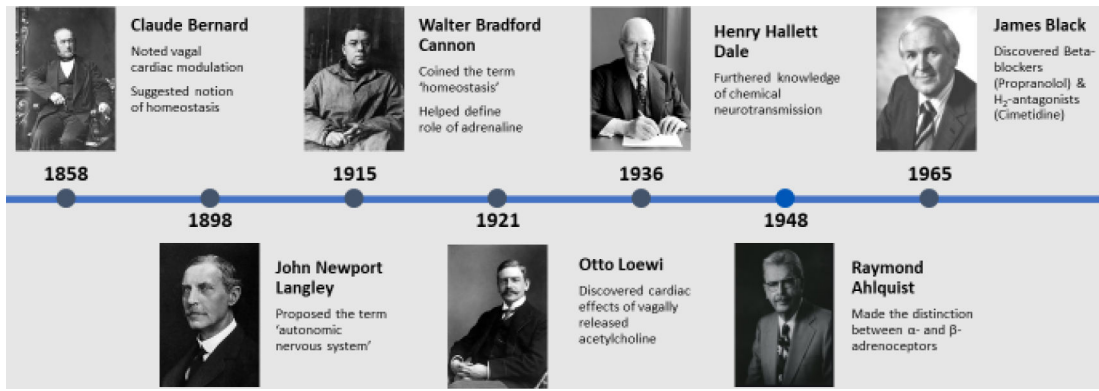 Claude Bernard
Noted vagal
cardiac modulation
Suggested notion
of homeostasis
Walter Bradford
Cannon
Coined the term
'homeostasis'
Helped define
role of adrenaline
Henry Hallett
Dale
Furthered knowledge
of chemical
neurotransmission
James Black
Discovered Beta-
blockers
(Propranolol) &
H₂-antagonists
(Cimetidine)
1858
1915
1936
1965
1898
1921
1948
John Newport
Langley
Proposed the term
'autonomic
nervous system'
Otto Loewi
Discovered cardiac
effects of vagally
released
acetylcholine
Raymond
Ahlquist
Made the distinction
between α- and β-
adrenoceptors